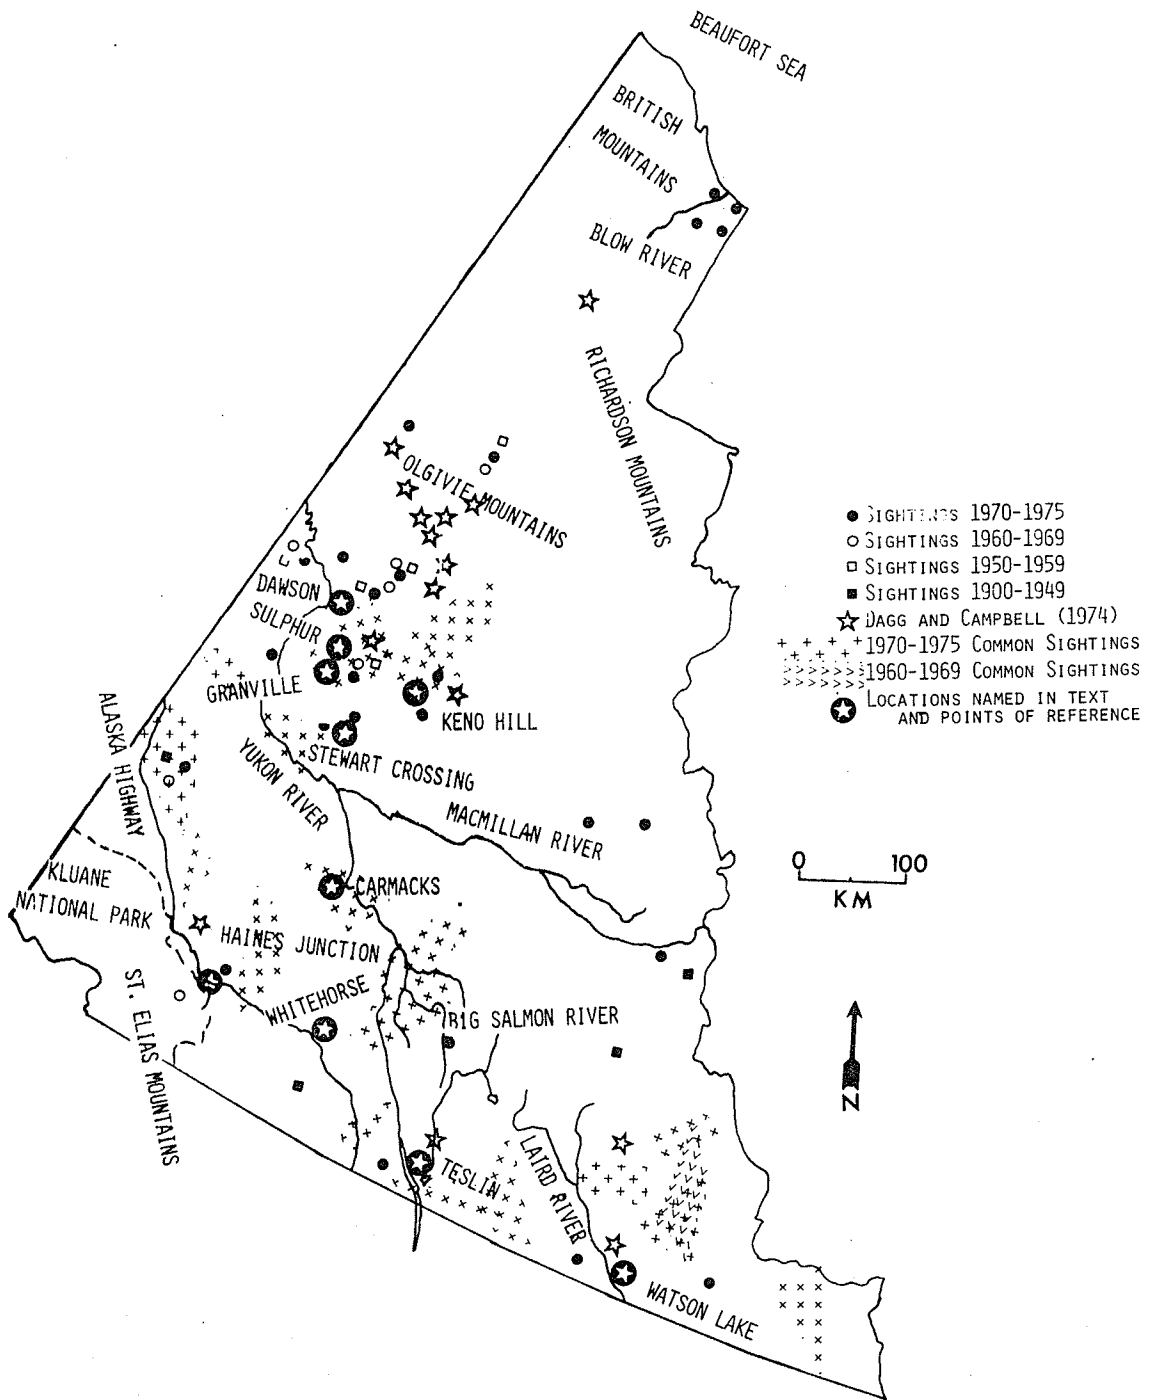 BEAUFORT SEA
BRITISH
MOUNTAINS
BLOW RIVER
RICHARDSON MOUNTAINS
OLGIVIE MOUNTAINS
DAWSON
SULPHUR
GRANVILLE
KENO HILL
STEWART CROSSING
ALASKA HIGHWAY
YUKON RIVER
MACMILLAN RIVER
KLUANE
NATIONAL PARK
CARMACKS
HAINES JUNCTION
WHITEHORSE
BIG SALMON RIVER
ST. ELIAS MOUNTAINS
TESLIN
LAIRD RIVER
WATSON LAKE
SIGHTINGS 1970-1975
SIGHTINGS 1960-1969
SIGHTINGS 1950-1959
SIGHTINGS 1900-1949
DAGG AND CAMPBELL (1974)
1970-1975 COMMON SIGHTINGS
1960-1969 COMMON SIGHTINGS
LOCATIONS NAMED IN TEXT
AND POINTS OF REFERENCE
0 100
KM
N